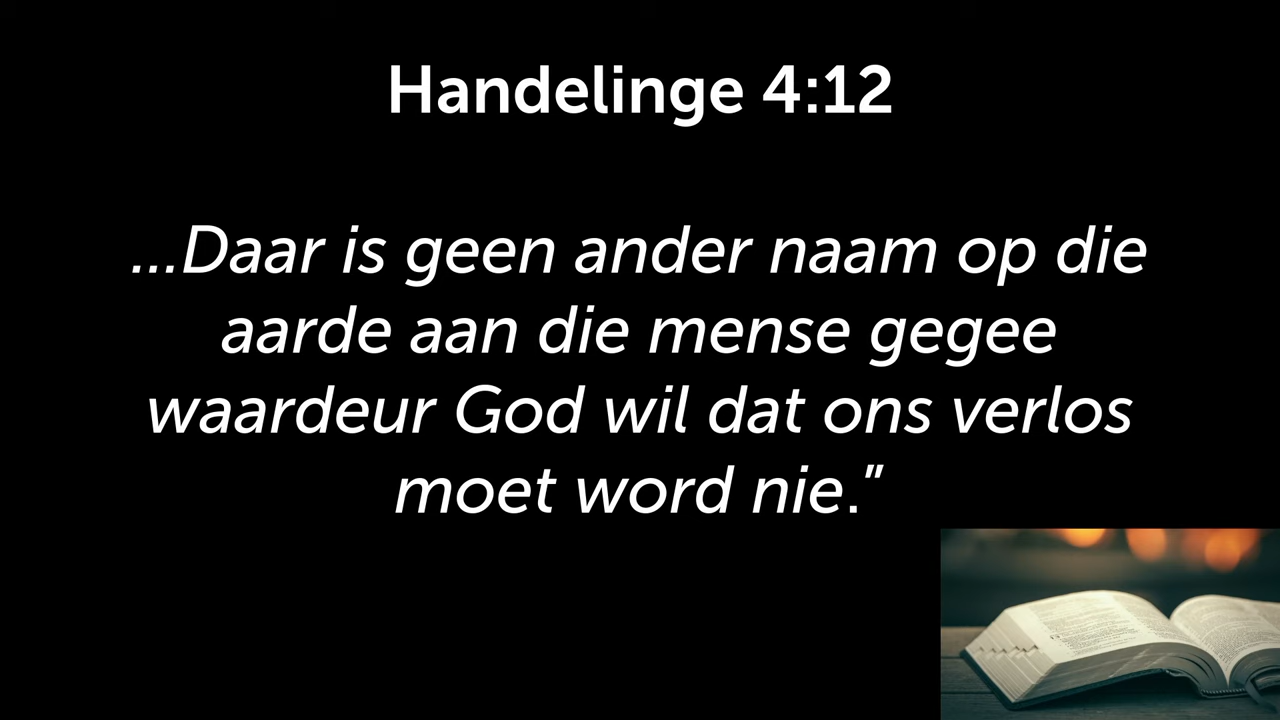 Handelinge 4:12
...Daar is geen ander naam op die
aarde aan die mense gegee
waardeur God wil dat ons verlos
moet word nie.”